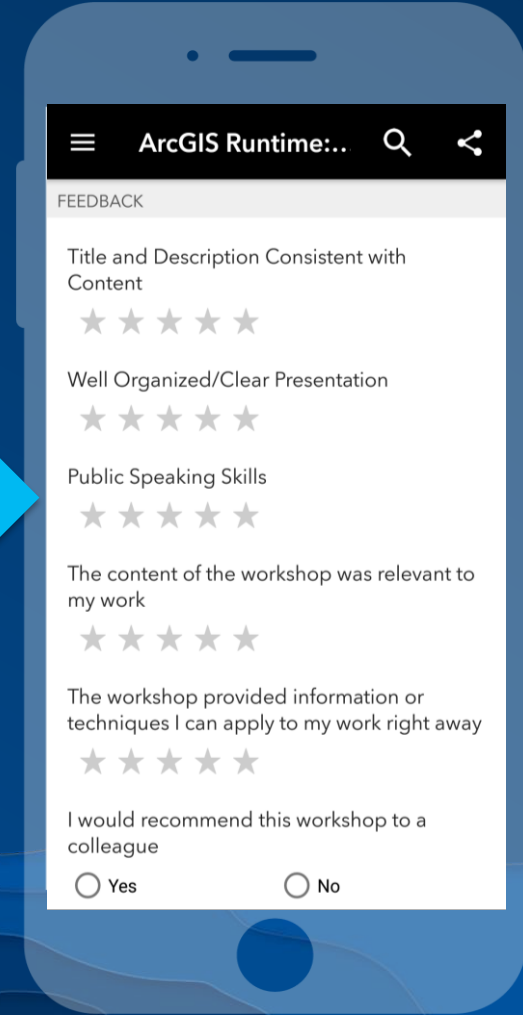 ArcGIS Runtime:..
FEEDBACK
Title and Description Consistent with
Content
Well Organized/Clear Presentation
Public Speaking Skills
The content of the workshop was relevant to
my work
The workshop provided information or
techniques I can apply to my work right away
I would recommend this workshop to a
colleague
Yes No